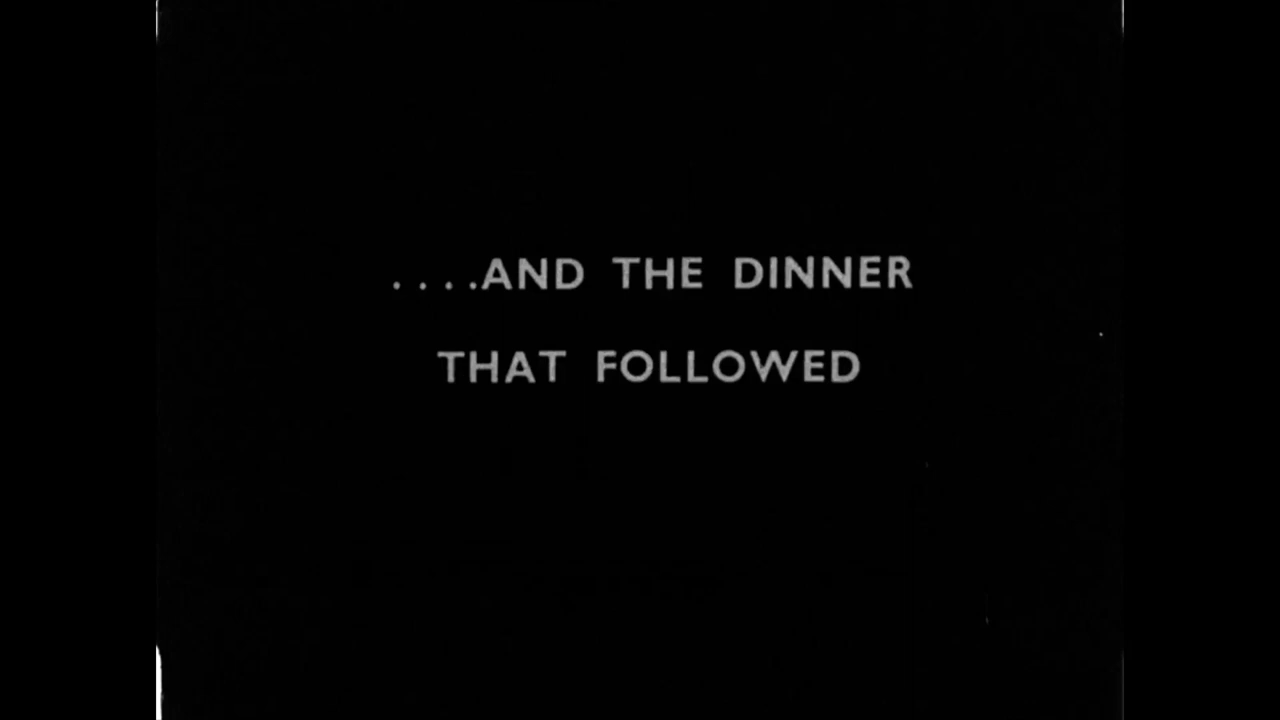 ....AND THE DINNER
THAT FOLLOWED